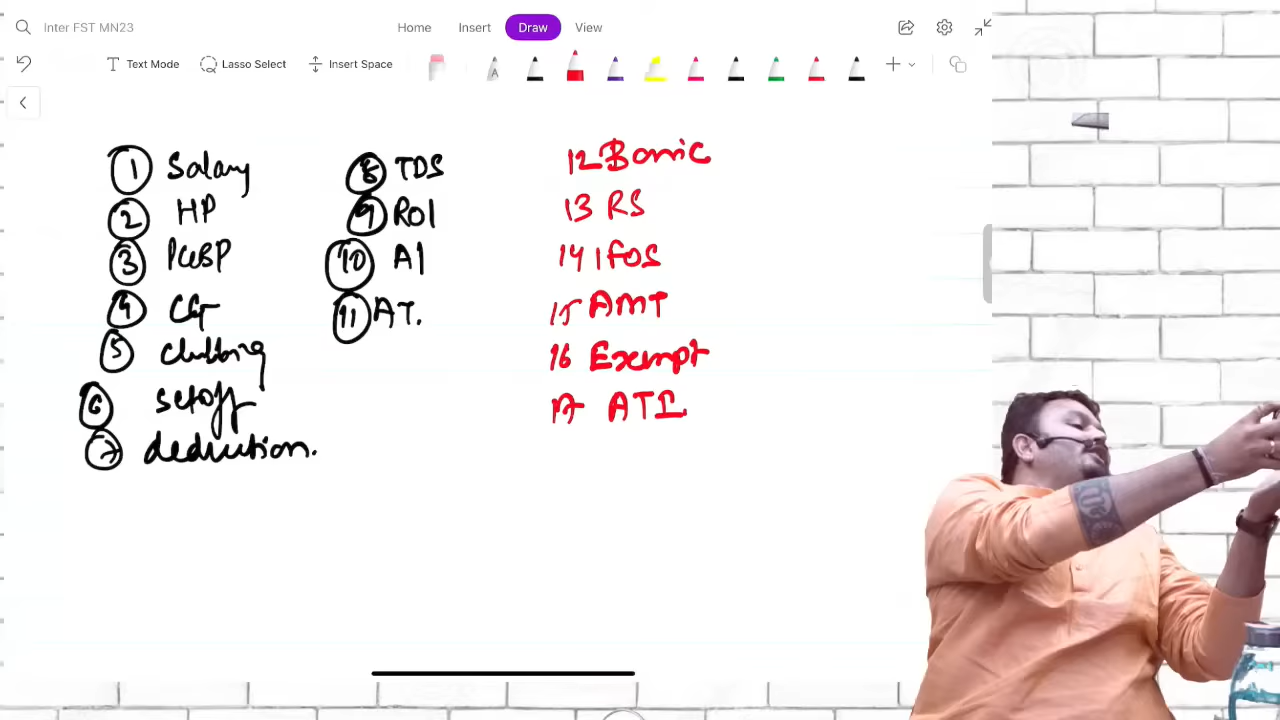 Inter FST MN23
Home Insert Draw View
Text Mode Lasso Select Insert Space
1 Salary
2 HP
3 PGBP
4 CG
5 Clubbing
6 setoff
7 deduction.
8 TDS
9 ROI
10 AI
11 AT.
12 Basic
13 RS
14 IFOS
15 AMT
16 Exempt
17 ATI